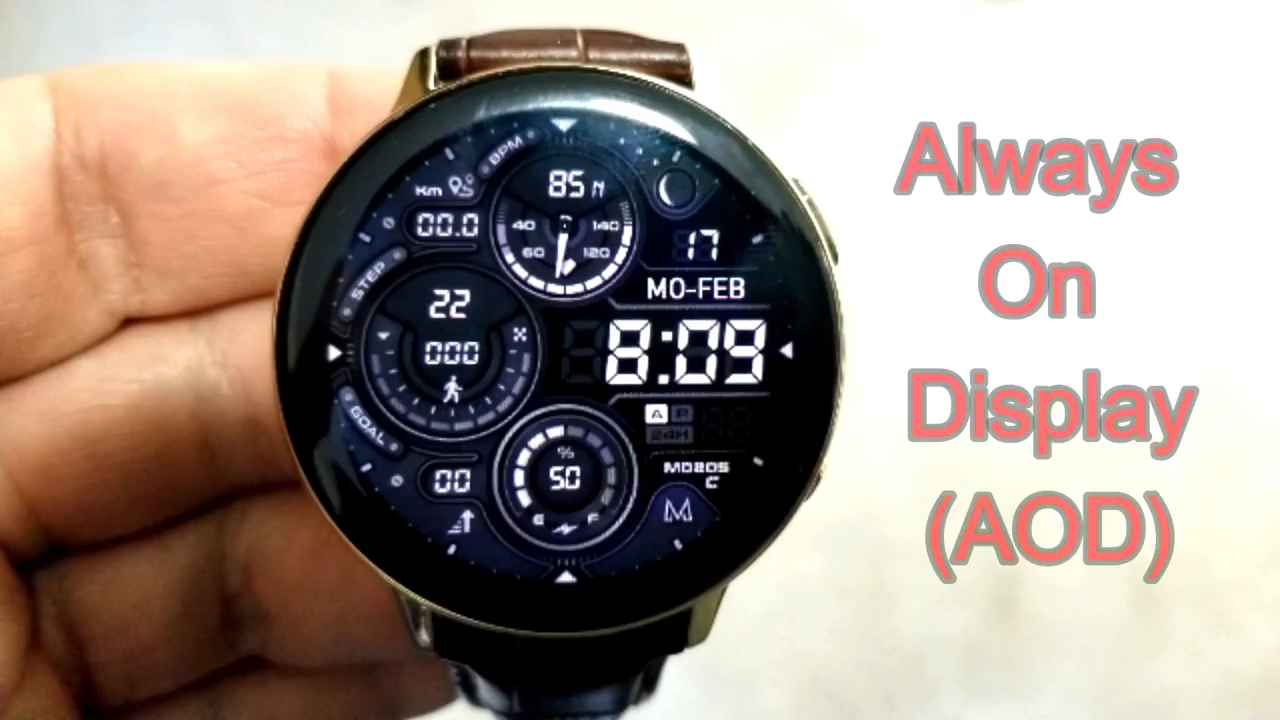 BPM
Km
85 N
00.0
40
140
60
120
17
STEP
22
MO-FEB
000
8:09
GOAL
A P
24H
%
50
MD205
C
00
E
F
M
Always
On
Display
(AOD)